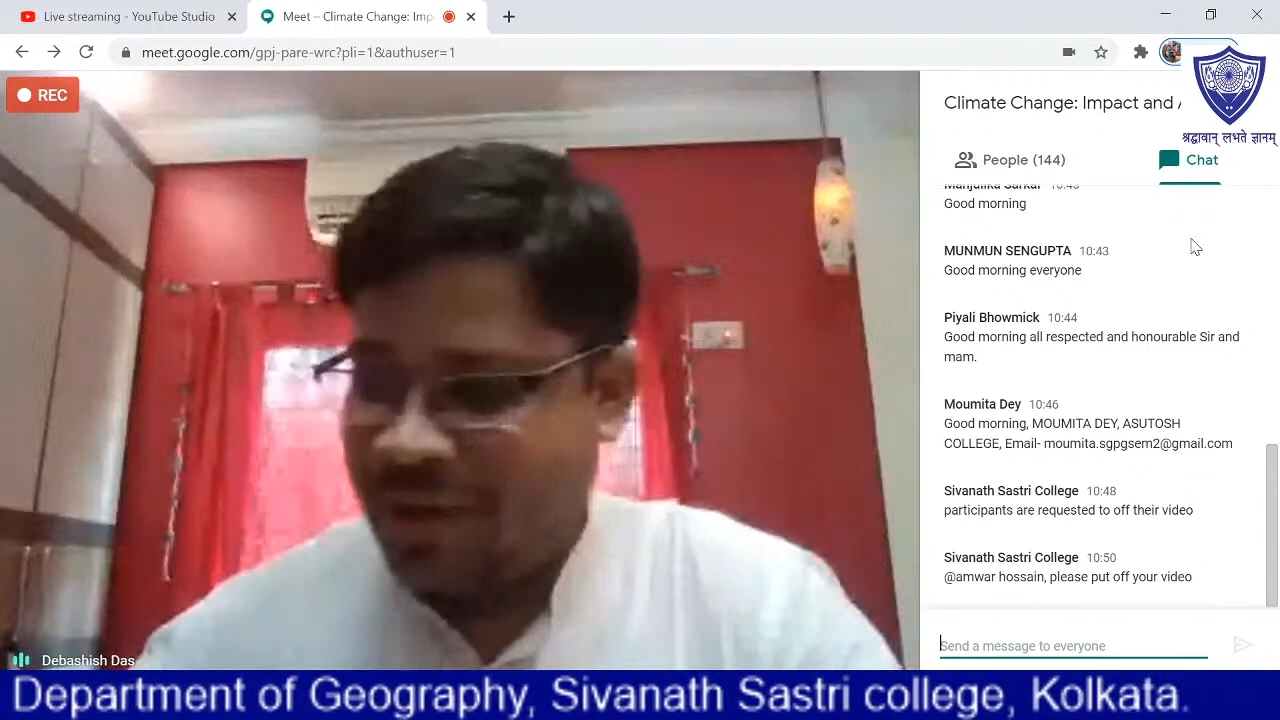 Live streaming - YouTube Studio
Meet – Climate Change: Imp
meet.google.com/gpj-pare-wrc?pli=1&authuser=1
REC
Climate Change: Impact and
श्रद्धावान् लभते ज्ञानम्
People (144)
Chat
Manjulika Sarkar 10:43
Good morning
MUNMUN SENGUPTA 10:43
Good morning everyone
Piyali Bhowmick 10:44
Good morning all respected and honourable Sir and
mam.
Moumita Dey 10:46
Good morning, MOUMITA DEY, ASUTOSH
COLLEGE, Email- moumita.sgpgsem2@gmail.com
Sivanath Sastri College 10:48
participants are requested to off their video
Sivanath Sastri College 10:50
@amwar hossain, please put off your video
Send a message to everyone
Debashish Das
Department of Geography, Sivanath Sastri college, Kolkata.